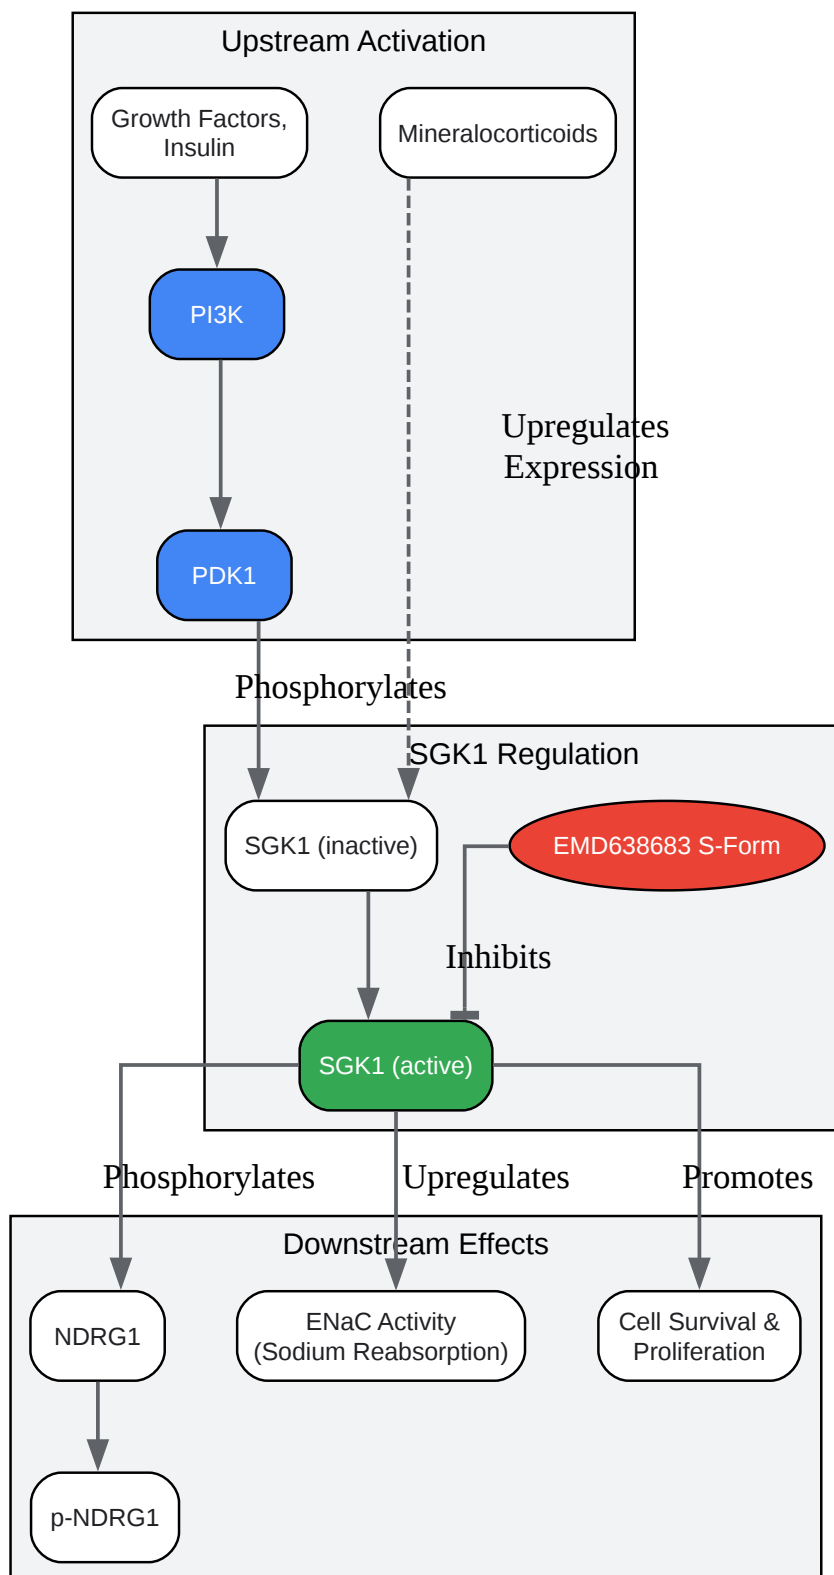 Upstream Activation
Growth Factors,
Insulin
Mineralocorticoids
PI3K
Upregulates
Expression
PDK1
Phosphorylates
SGK1 Regulation
SGK1 (inactive)
EMD638683 S-Form
Inhibits
SGK1 (active)
Phosphorylates
Upregulates
Promotes
Downstream Effects
NDRG1
ENaC Activity
(Sodium Reabsorption)
Cell Survival &
Proliferation
p-NDRG1